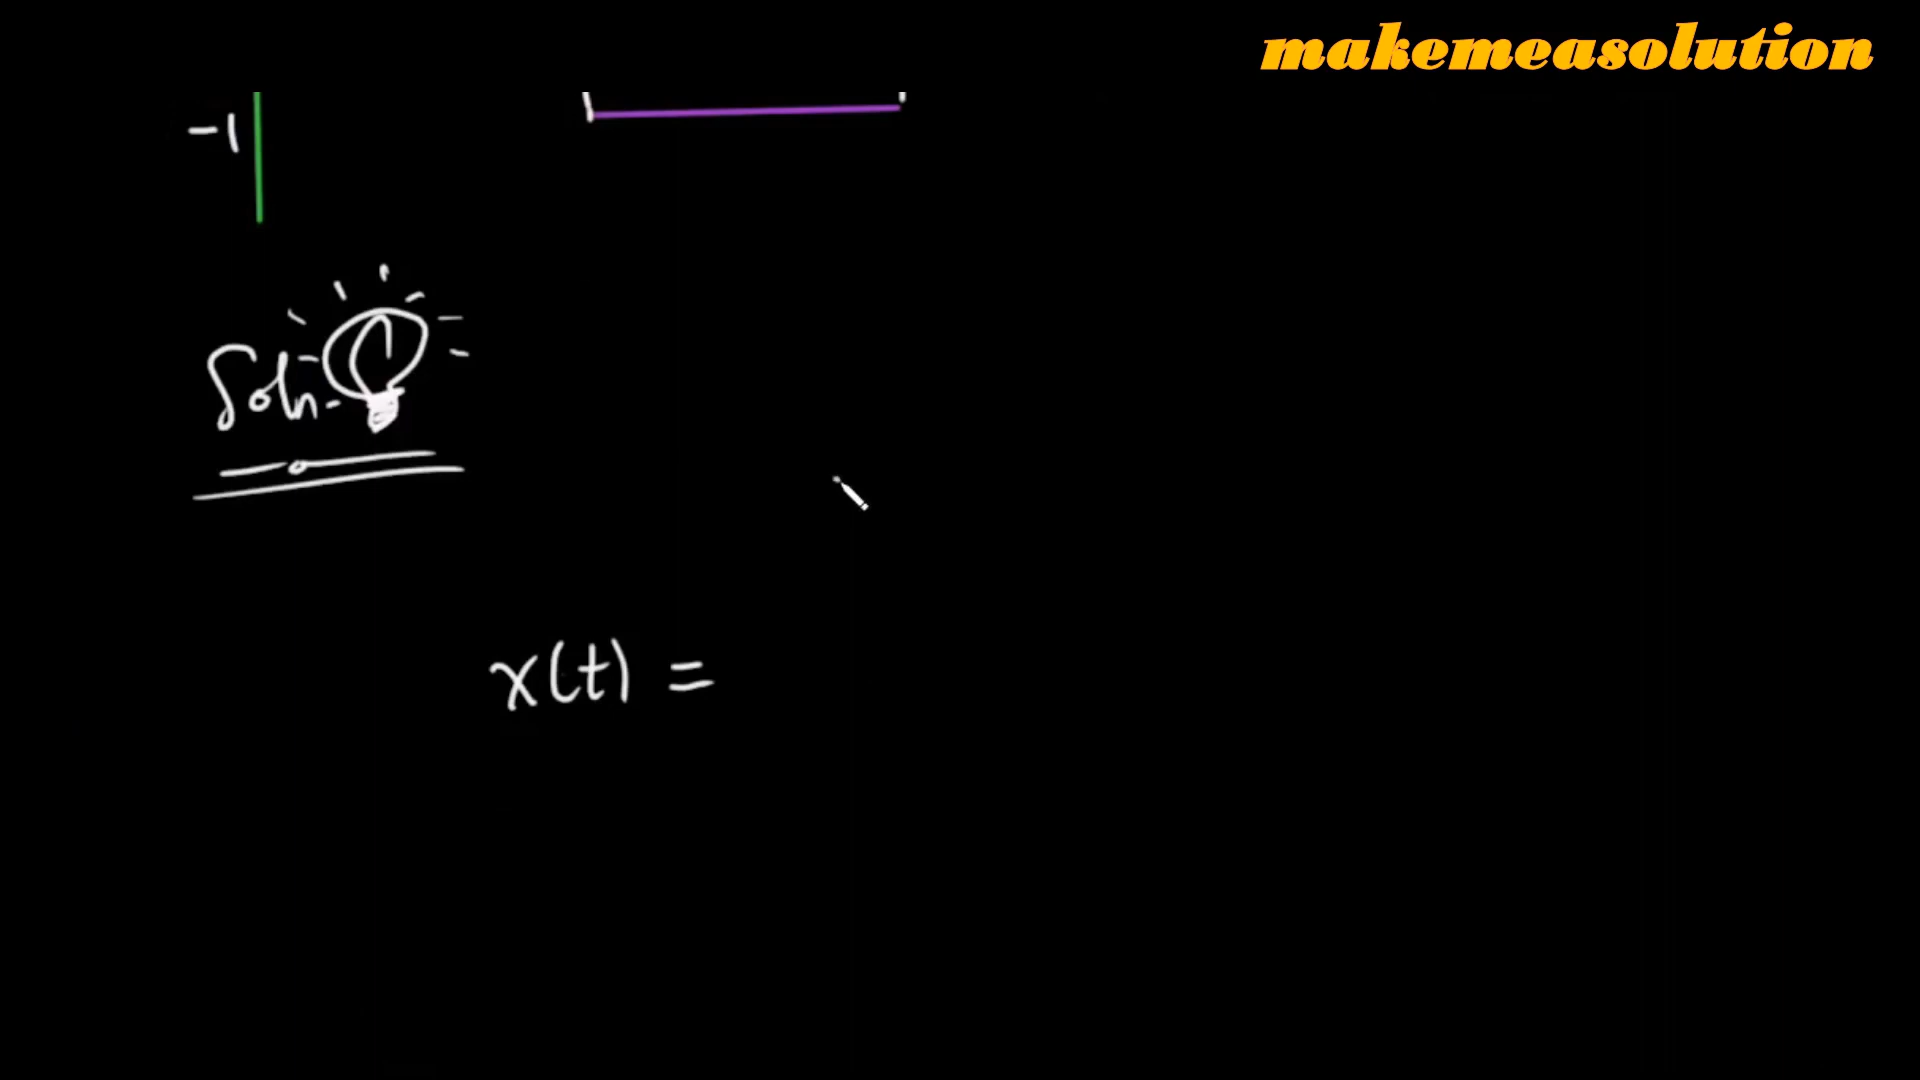 makemeasolution
-1
Soln-
x(t) =